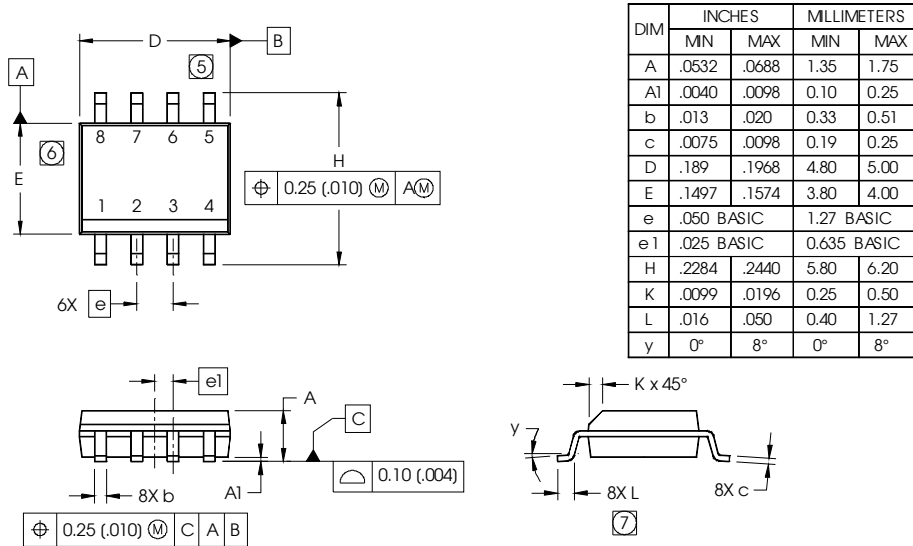 D
B
5
A
8 7 6 5
6
E
H
⌖ 0.25 (.010) Ⓜ AⓂ
1 2 3 4
6X e
DIM INCHES MILLIMETERS
MIN MAX MIN MAX
A .0532 .0688 1.35 1.75
A1 .0040 .0098 0.10 0.25
b .013 .020 0.33 0.51
c .0075 .0098 0.19 0.25
D .189 .1968 4.80 5.00
E .1497 .1574 3.80 4.00
e .050 BASIC 1.27 BASIC
e1 .025 BASIC 0.635 BASIC
H .2284 .2440 5.80 6.20
K .0099 .0196 0.25 0.50
L .016 .050 0.40 1.27
y 0° 8° 0° 8°
e1
A
C
8X b
A1
⌓ 0.10 (.004)
⌖ 0.25 (.010) Ⓜ C A B
K x 45°
y
8X L
8X c
7